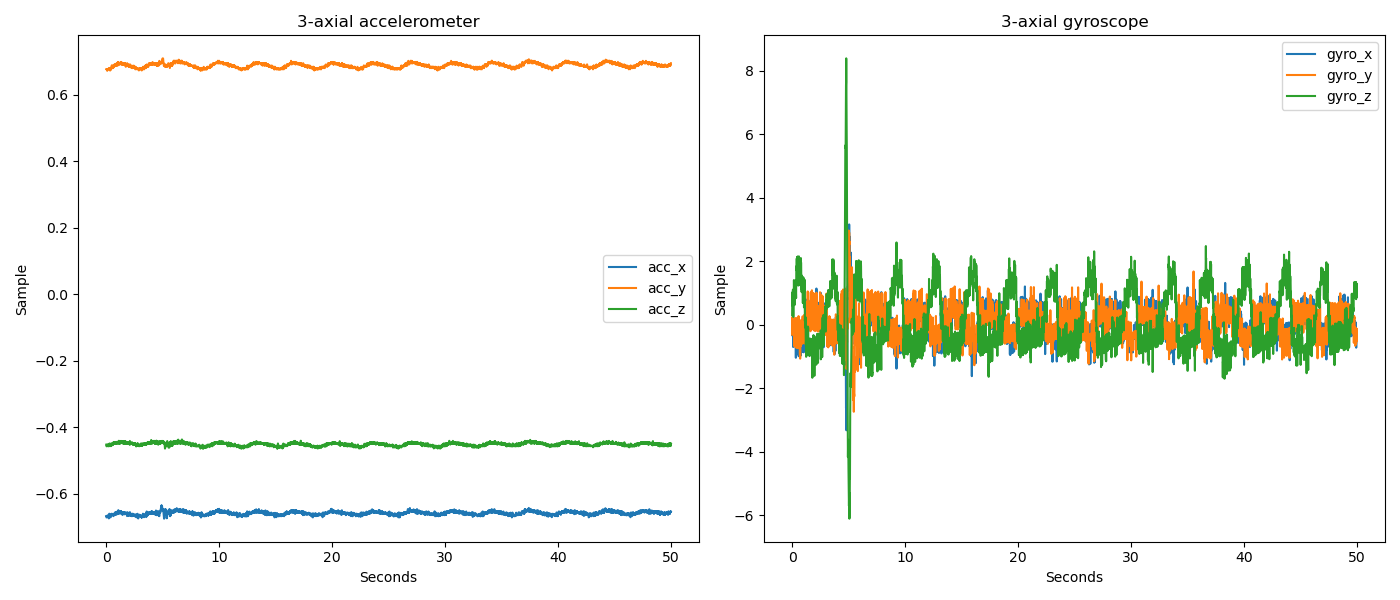 3-axial accelerometer
Sample
0.6
0.4
0.2
0.0
−0.2
−0.4
−0.6
acc_x
acc_y
acc_z
0 10 20 30 40 50
Seconds
3-axial gyroscope
Sample
8
6
4
2
0
−2
−4
−6
gyro_x
gyro_y
gyro_z
0 10 20 30 40 50
Seconds